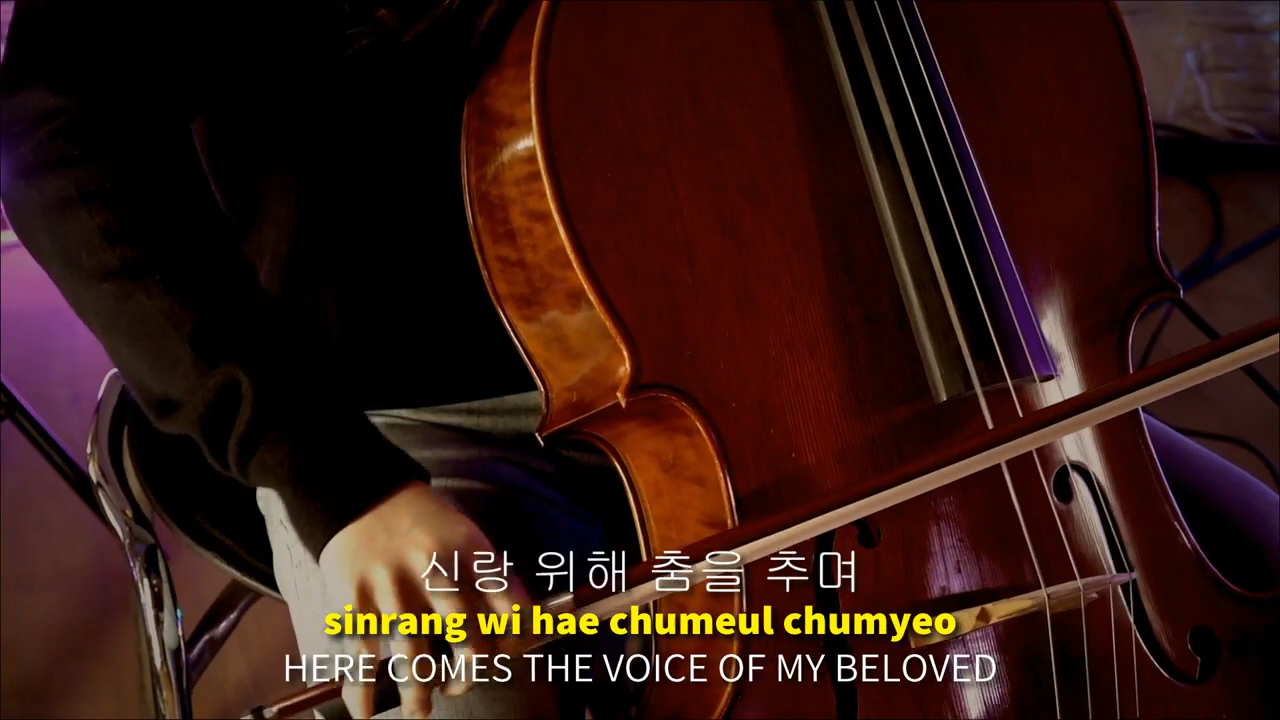 신랑 위해 춤을 추며
sinrang wi hae chumeul chumyeo
HERE COMES THE VOICE OF MY BELOVED